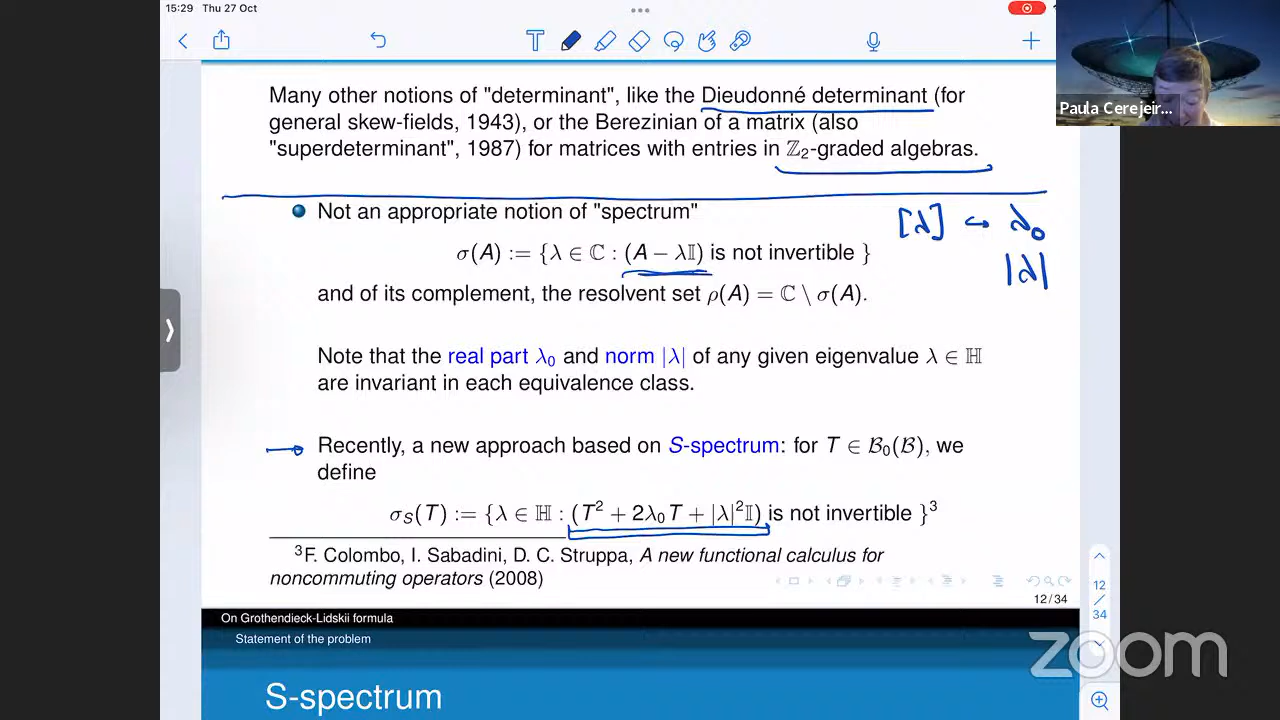 15:29 Thu 27 Oct
Paula Cerejeir...
Many other notions of "determinant", like the Dieudonné determinant (for
general skew-fields, 1943), or the Berezinian of a matrix (also
"superdeterminant", 1987) for matrices with entries in ℤ₂-graded algebras.
Not an appropriate notion of "spectrum"
[λ] ↪ λ₀
σ(A) := {λ ∈ ℂ : (A − λ𝕀) is not invertible }
|λ|
and of its complement, the resolvent set ρ(A) = ℂ \ σ(A).
Note that the real part λ₀ and norm |λ| of any given eigenvalue λ ∈ ℍ
are invariant in each equivalence class.
Recently, a new approach based on S-spectrum: for T ∈ ℬ₀(ℬ), we
define
σ_S(T) := {λ ∈ ℍ : (T² + 2λ₀T + |λ|²𝕀) is not invertible }³
³F. Colombo, I. Sabadini, D. C. Struppa, A new functional calculus for
noncommuting operators (2008)
12/34
12
/
34
On Grothendieck-Lidskii formula
Statement of the problem
zoom
S-spectrum